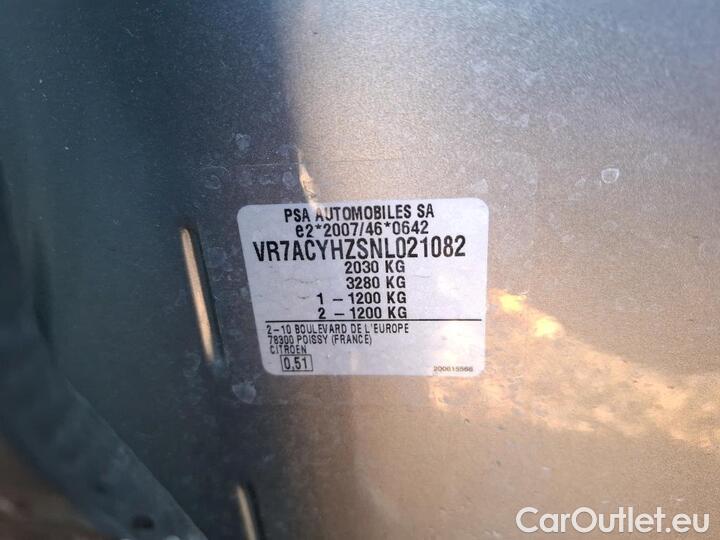 PSA AUTOMOBILES SA
e2*2007/46*0642
VR7ACYHZSNL021082
2030 KG
3280 KG
1 – 1200 KG
2 – 1200 KG
2–10 BOULEVARD DE L'EUROPE
78300 POISSY (FRANCE)
CITROEN
0,51
200615566
CarOutlet.eu